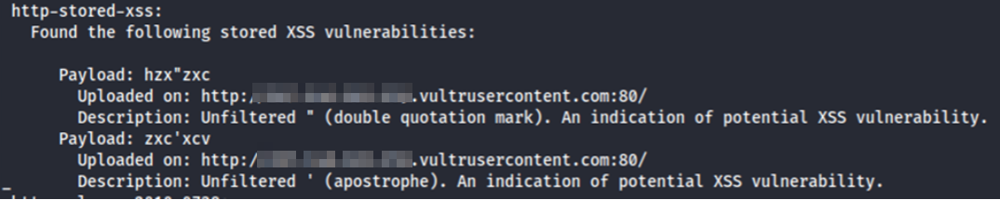 http-stored-xss:
Found the following stored XSS vulnerabilities:
Payload: hzx"zxc
Uploaded on: http:/ .vultrusercontent.com:80/
Description: Unfiltered " (double quotation mark). An indication of potential XSS vulnerability.
Payload: zxc'xcv
Uploaded on: http:/ .vultrusercontent.com:80/
Description: Unfiltered ' (apostrophe). An indication of potential XSS vulnerability.